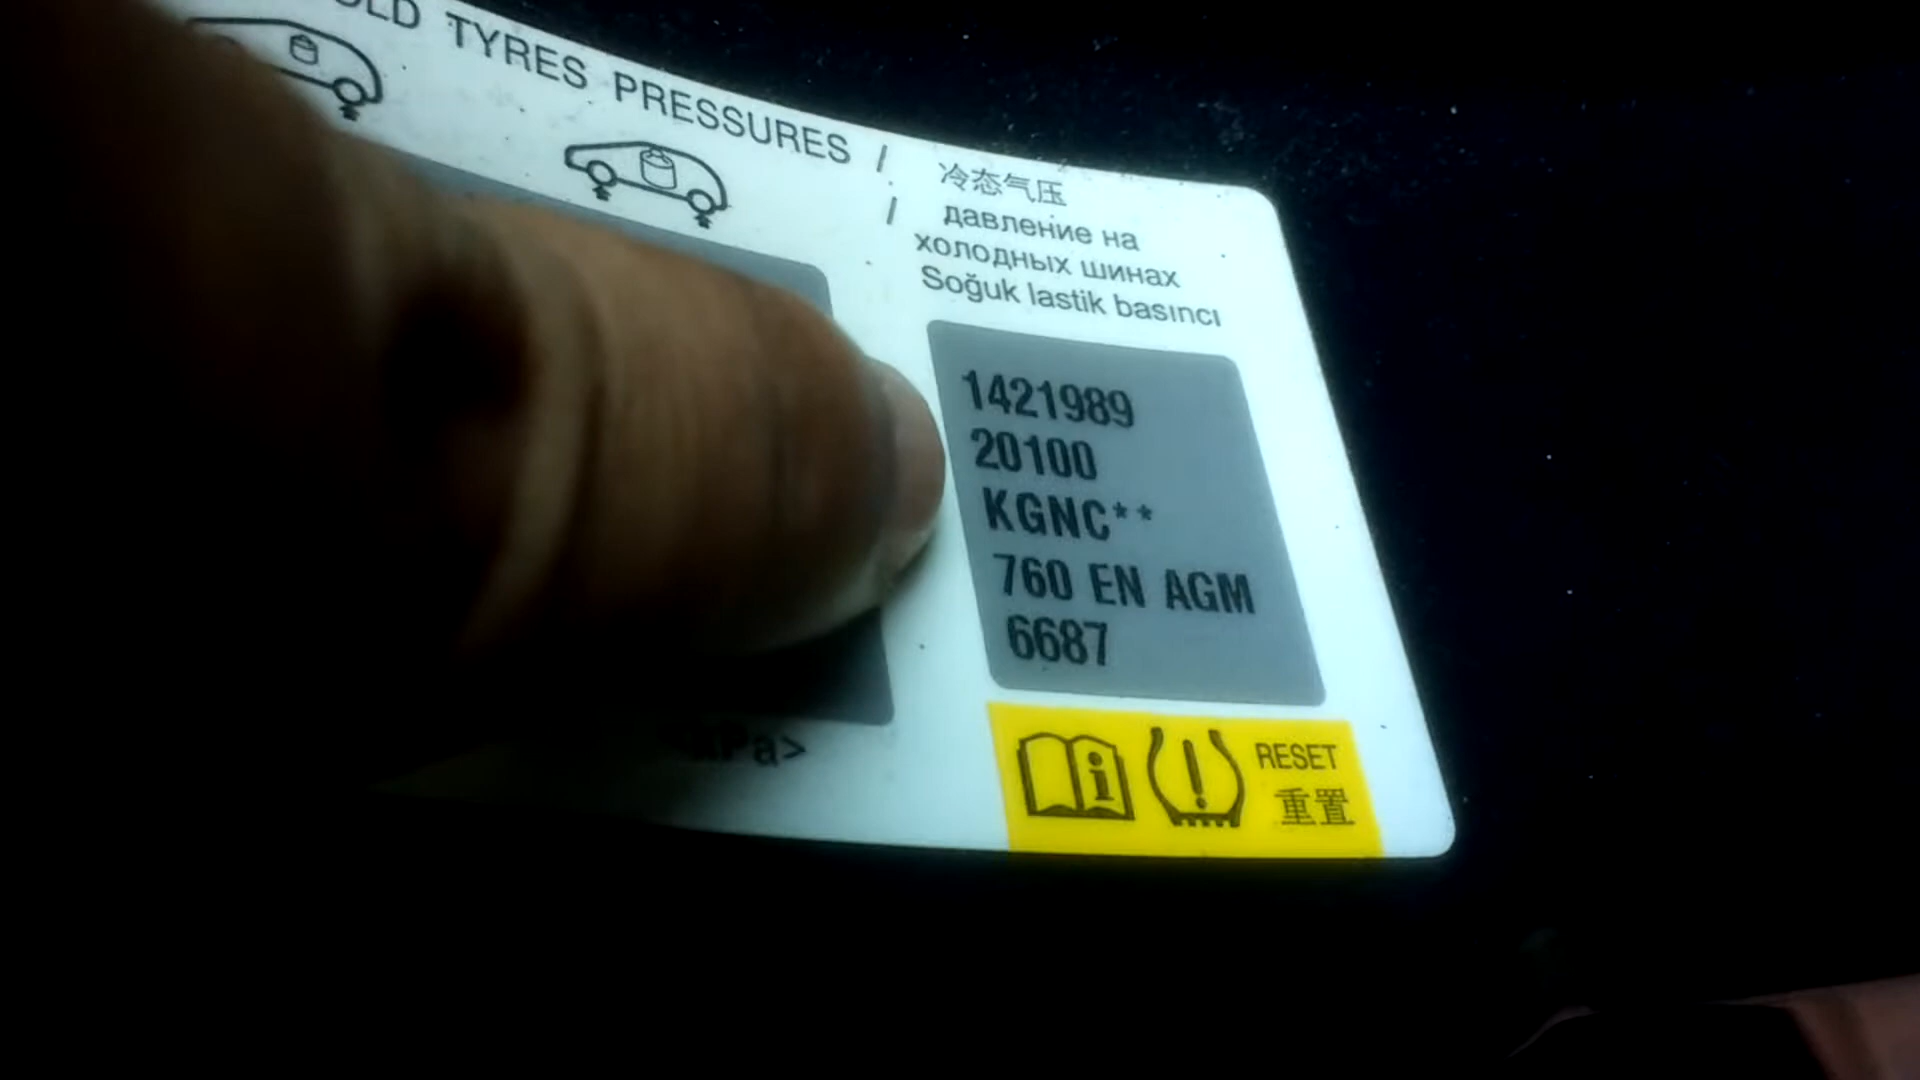 TYRES PRESSURES /
冷态气压
/ давление на
холодных шинах
Soğuk lastik basıncı
1421989
20100
KGNC**
760 EN AGM
6687
RESET
重置